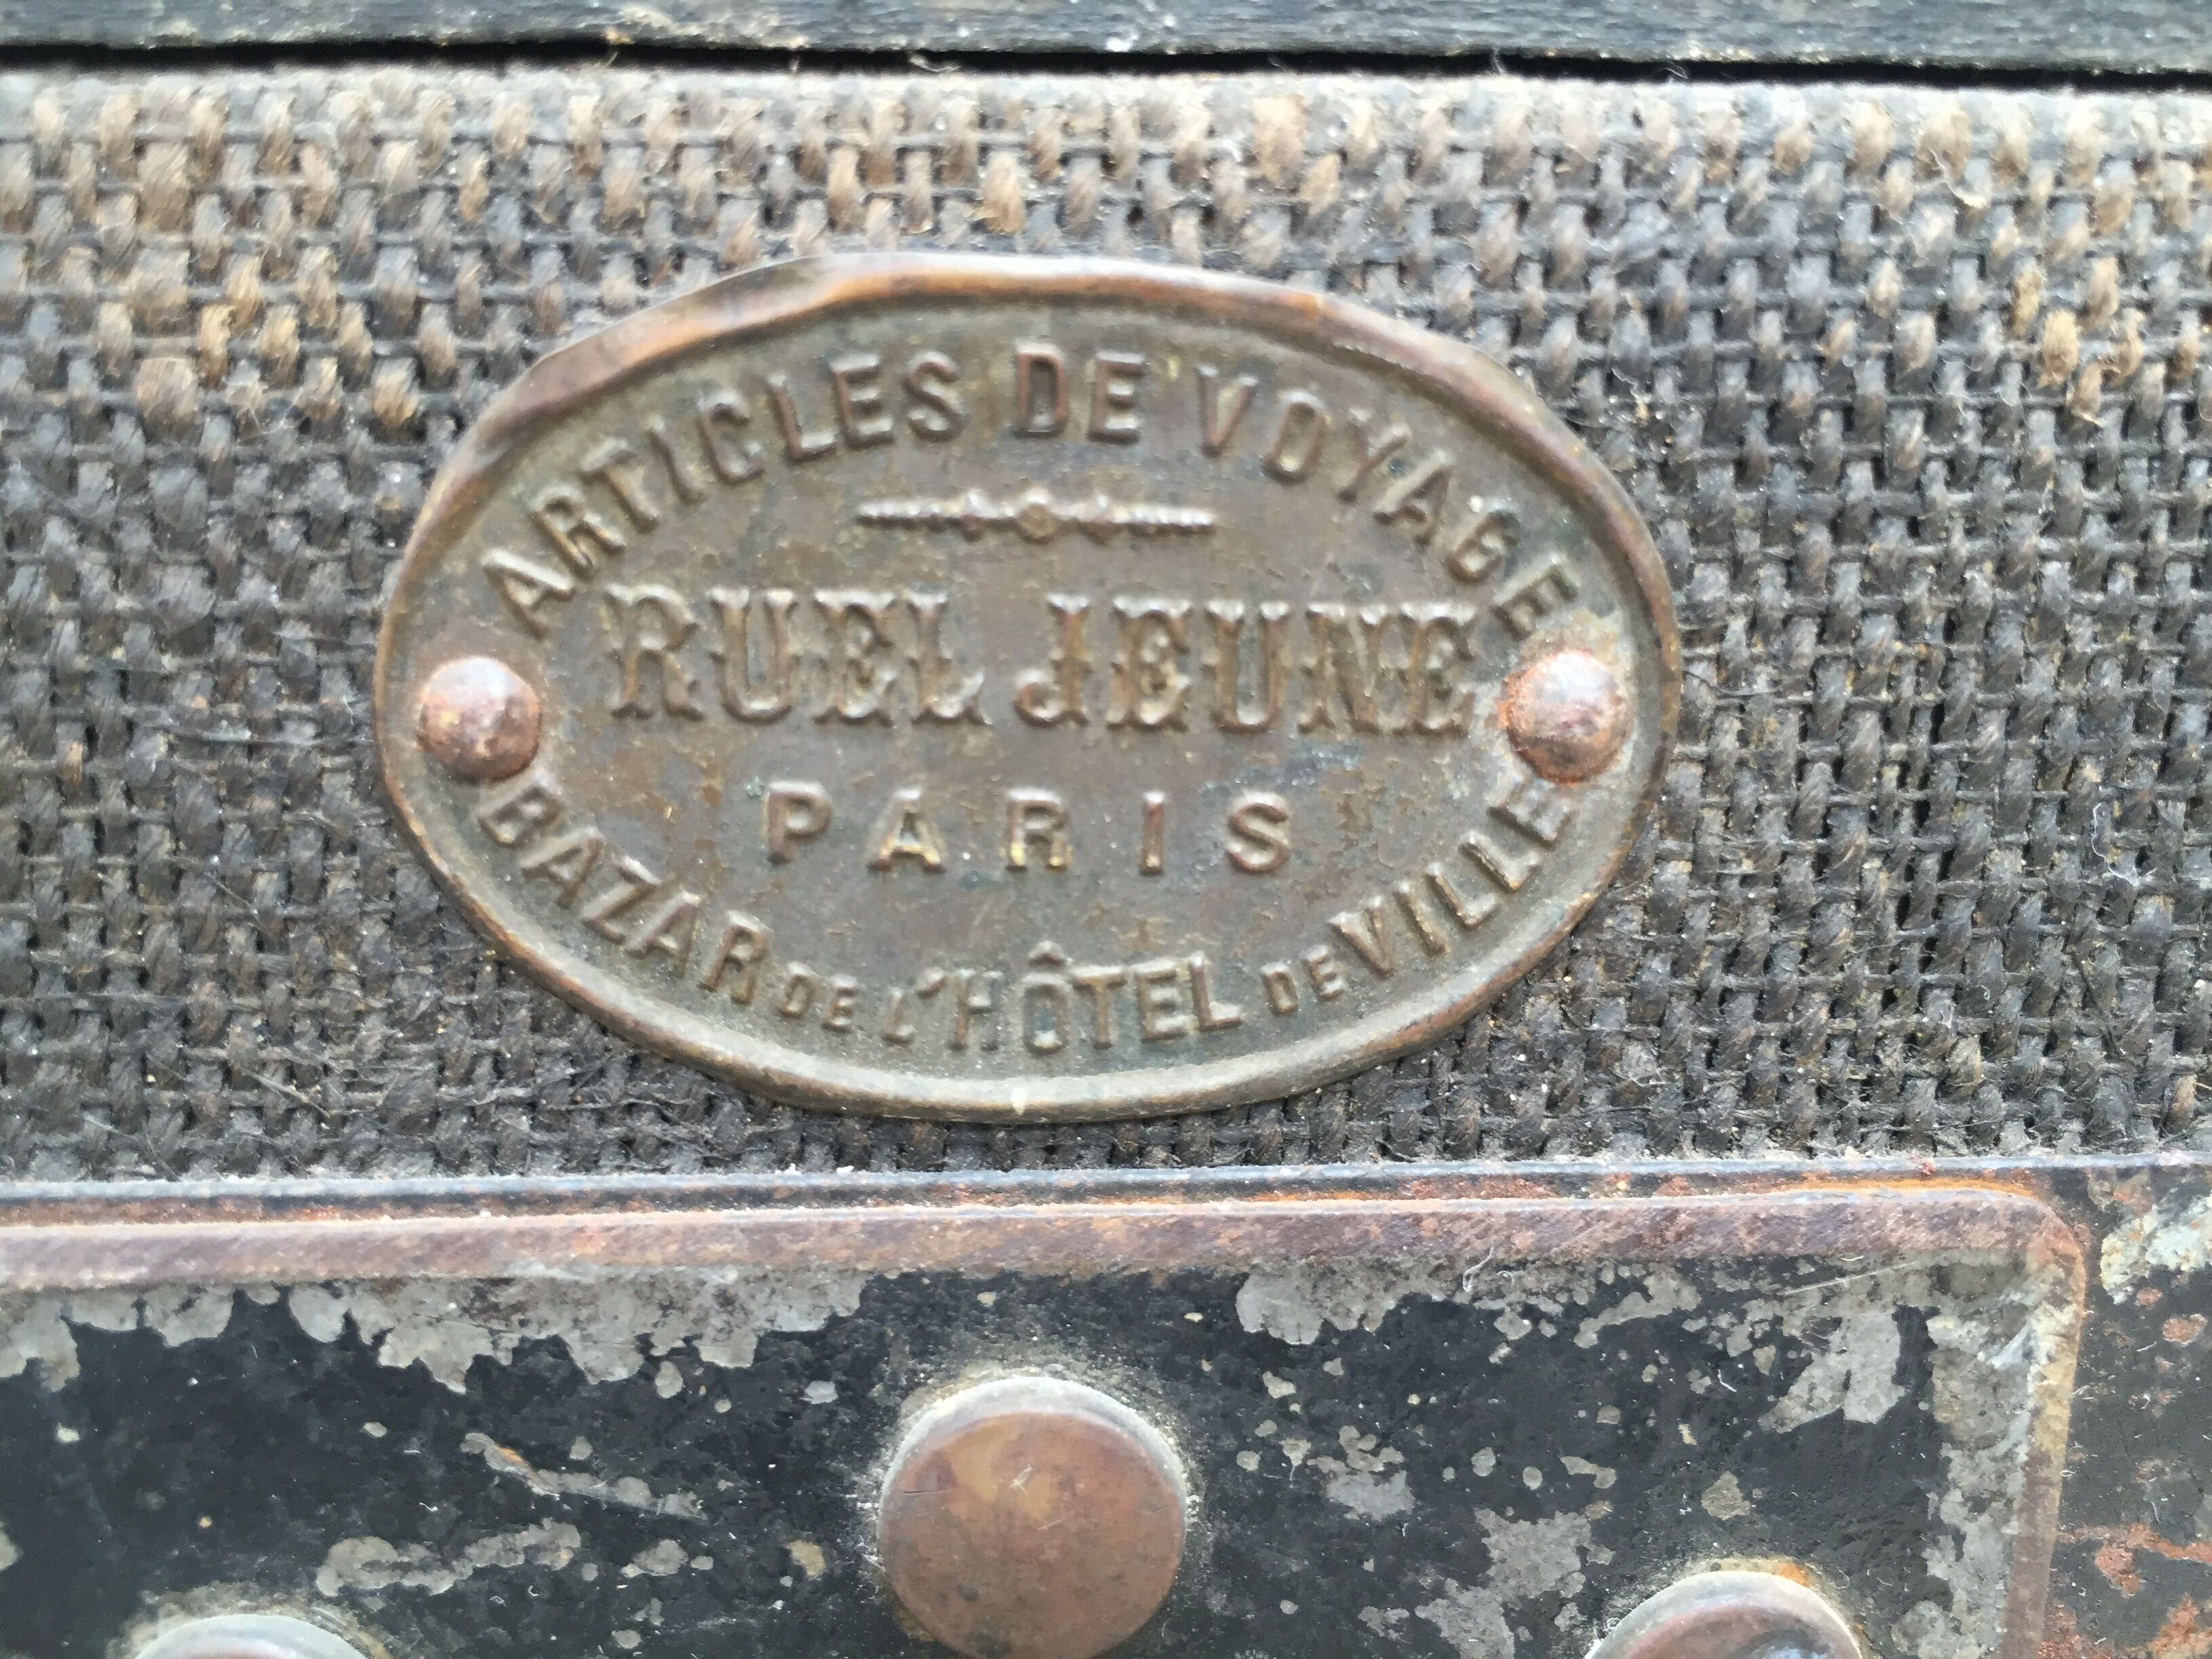 ARTICLES DE VOYAGE
RUEL JEUNE
PARIS
BAZAR DE L'HÔTEL DE VILLE